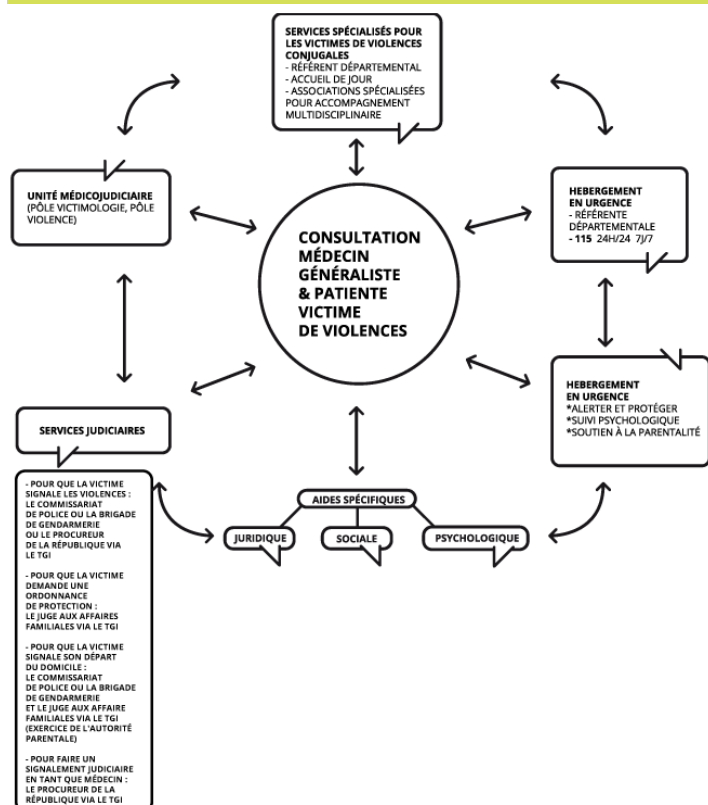 SERVICES SPÉCIALISÉS POUR
LES VICTIMES DE VIOLENCES
CONJUGALES
- RÉFÉRENT DÉPARTEMENTAL
- ACCUEIL DE JOUR
- ASSOCIATIONS SPÉCIALISÉES
POUR ACCOMPAGNEMENT
MULTIDISCIPLINAIRE
UNITÉ MÉDICOJUDICIAIRE
(PÔLE VICTIMOLOGIE, PÔLE
VIOLENCE)
HEBERGEMENT
EN URGENCE
- RÉFÉRENTE
DÉPARTEMENTALE
- 115 24H/24 7J/7
CONSULTATION
MÉDECIN
GÉNÉRALISTE
& PATIENTE
VICTIME
DE VIOLENCES
HEBERGEMENT
EN URGENCE
*ALERTER ET PROTÉGER
*SUIVI PSYCHOLOGIQUE
*SOUTIEN À LA PARENTALITÉ
SERVICES JUDICIAIRES
- POUR QUE LA VICTIME
SIGNALE LES VIOLENCES :
LE COMMISSARIAT
DE POLICE OU LA BRIGADE
DE GENDARMERIE
OU LE PROCUREUR
DE LA RÉPUBLIQUE VIA
LE TGI
- POUR QUE LA VICTIME
DEMANDE UNE
ORDONNANCE
DE PROTECTION :
LE JUGE AUX AFFAIRES
FAMILIALES VIA LE TGI
- POUR QUE LA VICTIME
SIGNALE SON DÉPART
DU DOMICILE :
LE COMMISSARIAT
DE POLICE OU LA BRIGADE
DE GENDARMERIE
ET LE JUGE AUX AFFAIRE
FAMILIALES VIA LE TGI
(EXERCICE DE L'AUTORITÉ
PARENTALE)
- POUR FAIRE UN
SIGNALEMENT JUDICIAIRE
EN TANT QUE MÉDECIN :
LE PROCUREUR DE LA
RÉPUBLIQUE VIA LE TGI
AIDES SPÉCIFIQUES
JURIDIQUE
SOCIALE
PSYCHOLOGIQUE